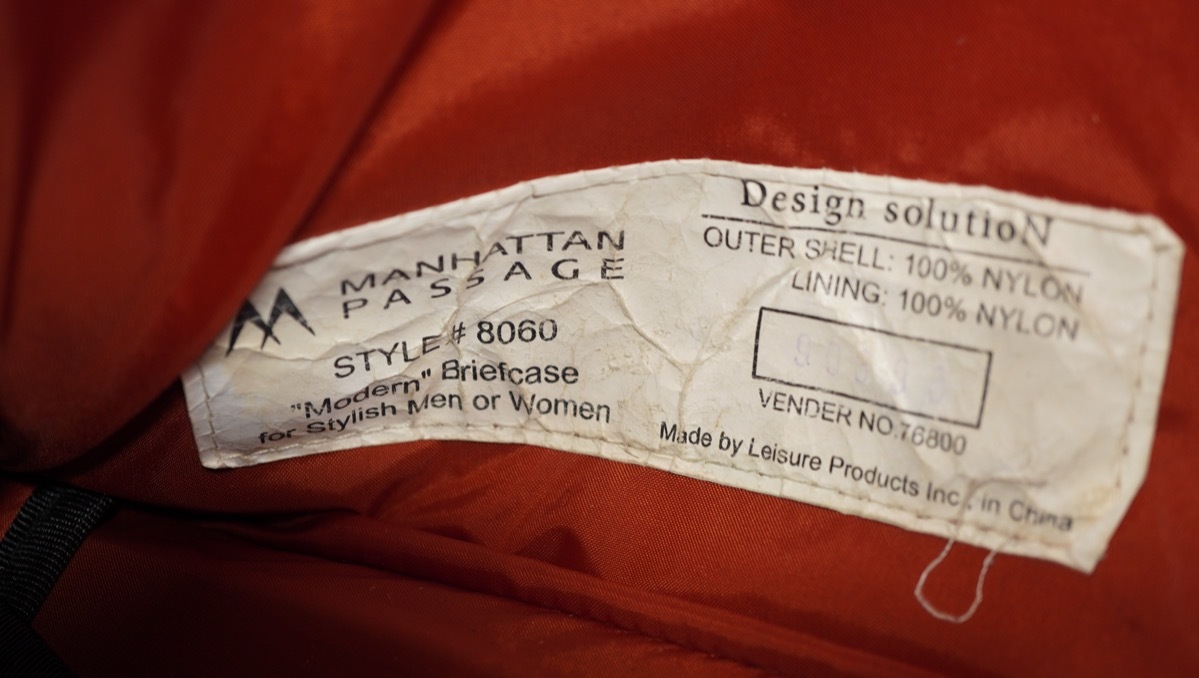 MANHATTAN
PASSAGE
STYLE# 8060
"Modern" Briefcase
for Stylish Men or Women
Design solutioN
OUTER SHELL: 100% NYLON
LINING: 100% NYLON
VENDER NO.76800
Made by Leisure Products Inc., in China